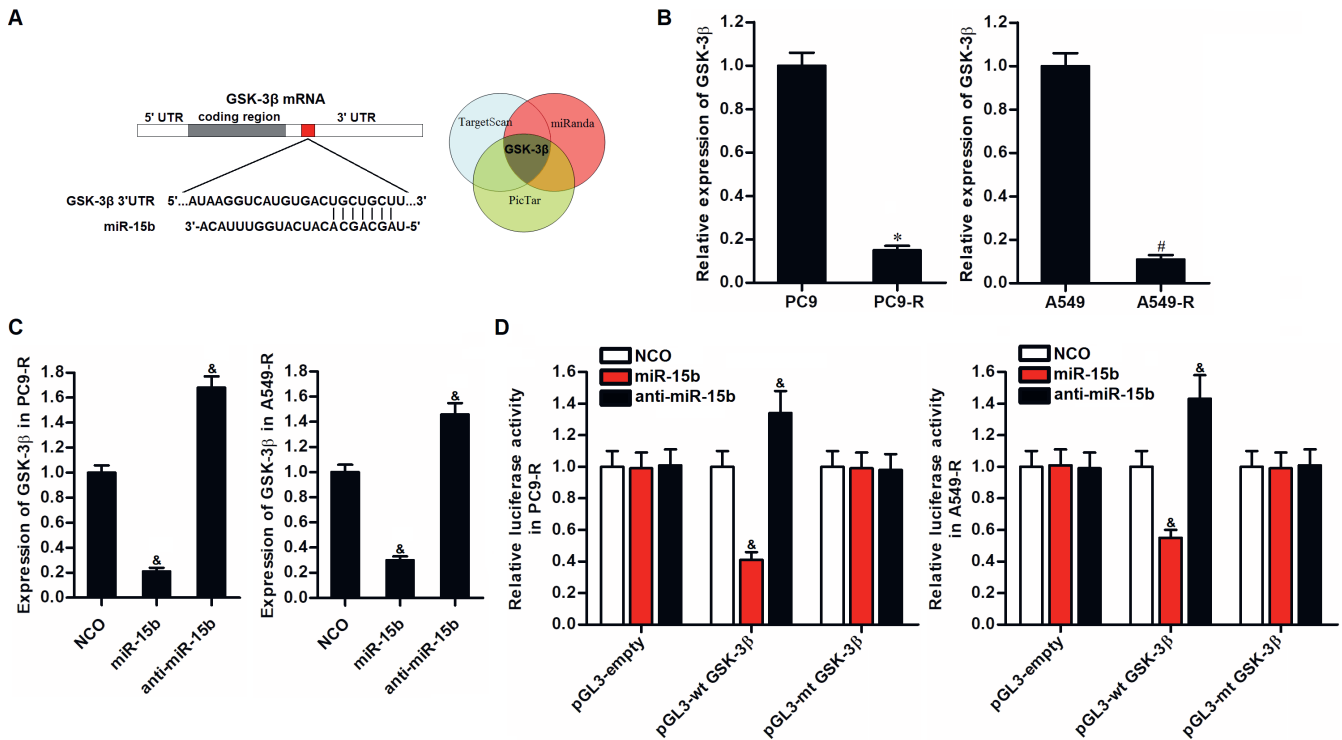 A
GSK-3β mRNA
5' UTR coding region 3' UTR
GSK-3β 3'UTR 5'...AUAAGGUCAUGUGACUGCUGCUU...3'
miR-15b 3'-ACAUUUGGUACUACACGACGAU-5'
TargetScan
miRanda
GSK-3β
PicTar
B
Relative expression of GSK-3β
1.2
1.0
0.8
0.6
0.4
0.2
0.0
*
PC9
PC9-R
Relative expression of GSK-3β
1.2
1.0
0.8
0.6
0.4
0.2
0.0
#
A549
A549-R
C
Expression of GSK-3β in PC9-R
1.8
1.6
1.4
1.2
1.0
0.8
0.6
0.4
0.2
0.0
&
&
NCO
miR-15b
anti-miR-15b
Expression of GSK-3β in A549-R
1.8
1.6
1.4
1.2
1.0
0.8
0.6
0.4
0.2
0.0
&
&
NCO
miR-15b
anti-miR-15b
D
NCO
miR-15b
anti-miR-15b
Relative luciferase activity
in PC9-R
1.6
1.4
1.2
1.0
0.8
0.6
0.4
0.2
0.0
&
&
pGL3-empty
pGL3-wt GSK-3β
pGL3-mt GSK-3β
NCO
miR-15b
anti-miR-15b
Relative luciferase activity
in A549-R
1.6
1.4
1.2
1.0
0.8
0.6
0.4
0.2
0.0
&
&
pGL3-empty
pGL3-wt GSK-3β
pGL3-mt GSK-3β